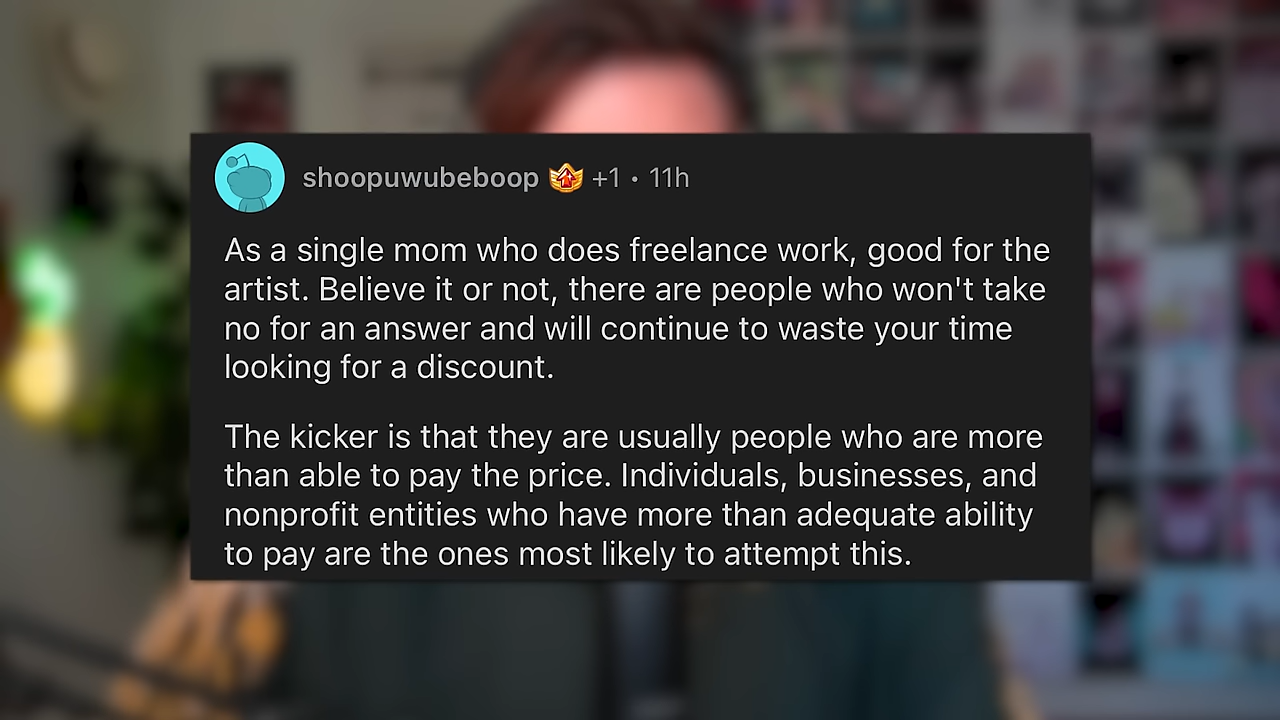 shoopuwubeboop +1 • 11h
As a single mom who does freelance work, good for the
artist. Believe it or not, there are people who won't take
no for an answer and will continue to waste your time
looking for a discount.
The kicker is that they are usually people who are more
than able to pay the price. Individuals, businesses, and
nonprofit entities who have more than adequate ability
to pay are the ones most likely to attempt this.